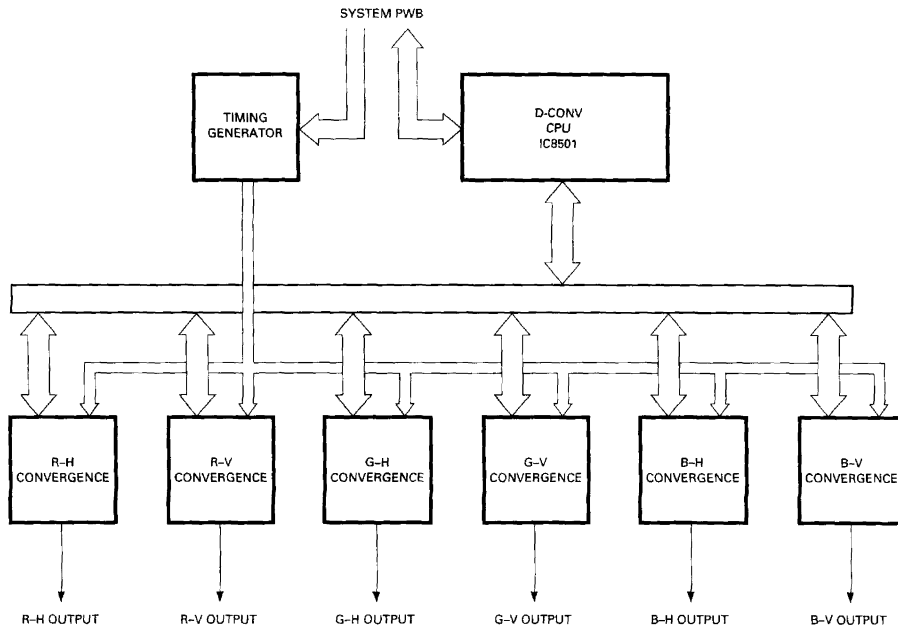 SYSTEM PWB
TIMING
GENERATOR
D-CONV
CPU
IC8501
R-H
CONVERGENCE
R-V
CONVERGENCE
G-H
CONVERGENCE
G-V
CONVERGENCE
B-H
CONVERGENCE
B-V
CONVERGENCE
R-H OUTPUT
R-V OUTPUT
G-H OUTPUT
G-V OUTPUT
B-H OUTPUT
B-V OUTPUT